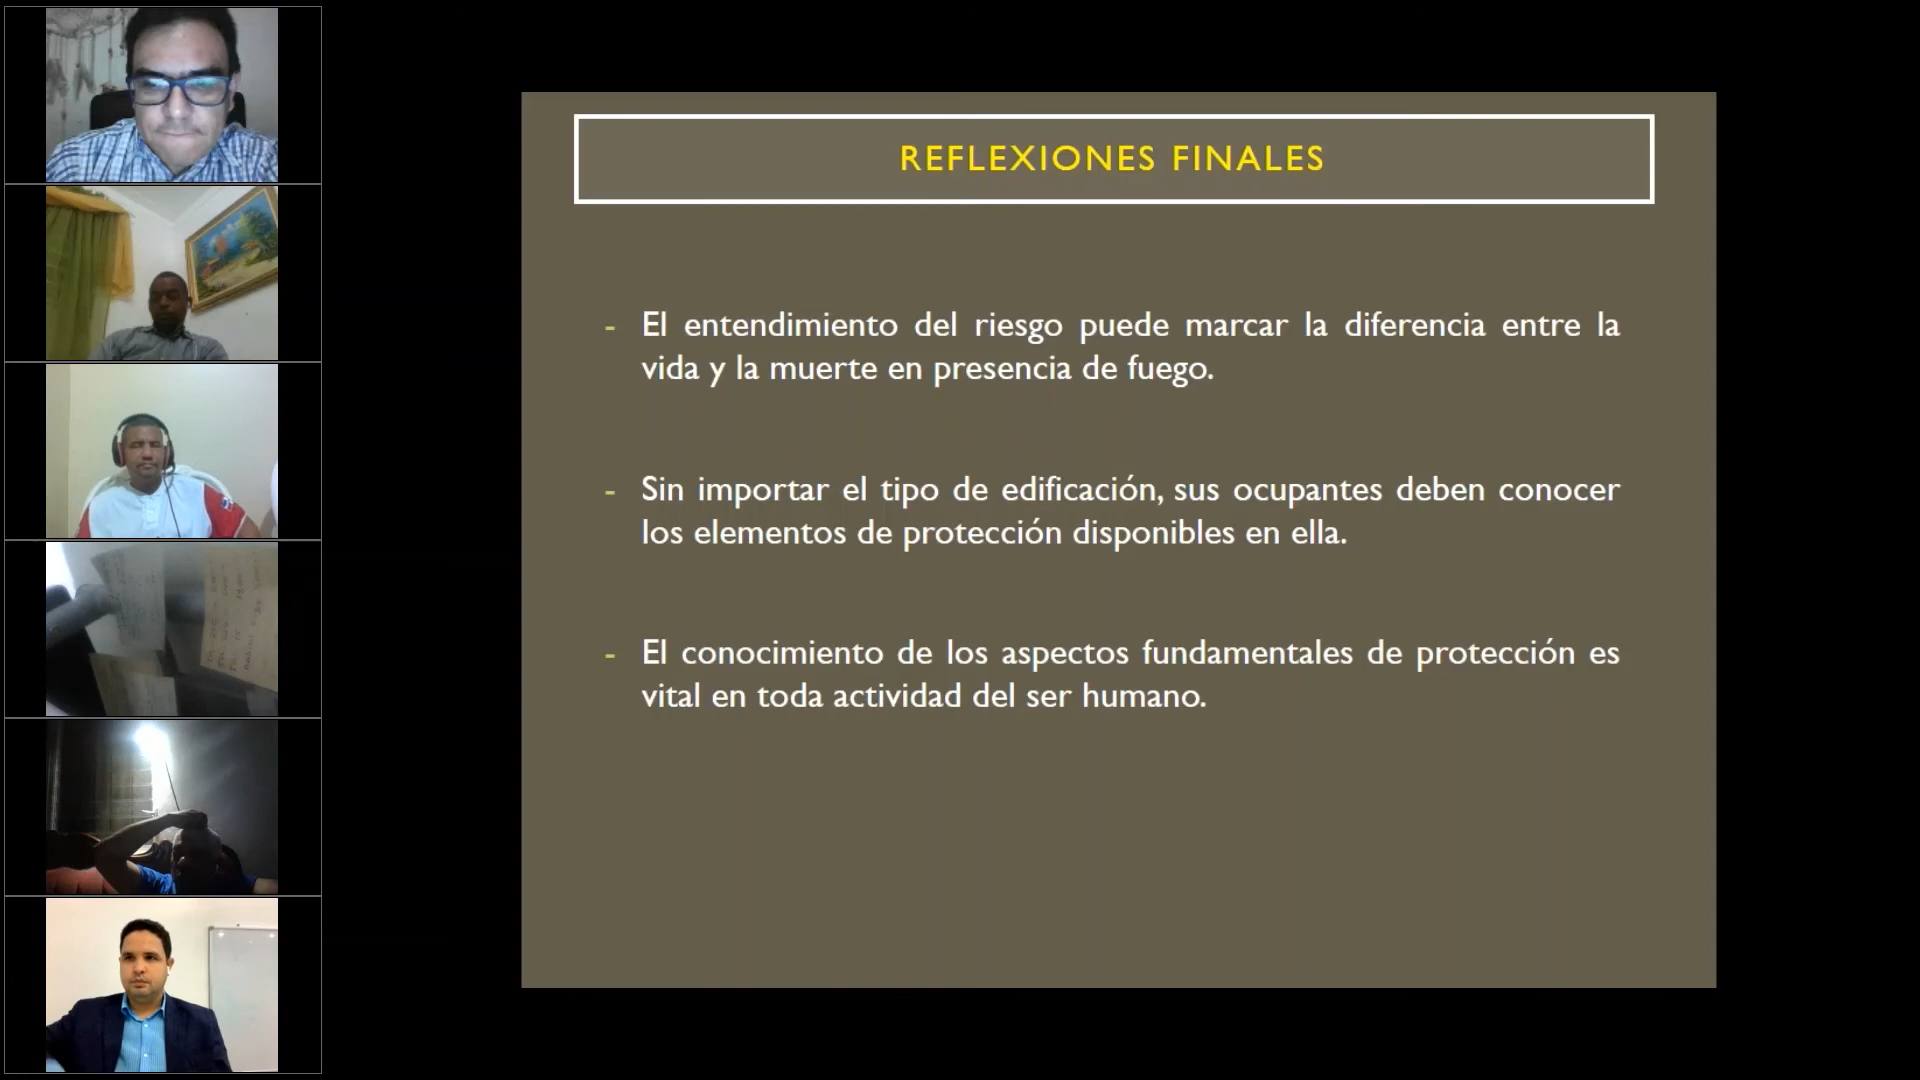 REFLEXIONES FINALES
- El entendimiento del riesgo puede marcar la diferencia entre la
vida y la muerte en presencia de fuego.
- Sin importar el tipo de edificación, sus ocupantes deben conocer
los elementos de protección disponibles en ella.
- El conocimiento de los aspectos fundamentales de protección es
vital en toda actividad del ser humano.